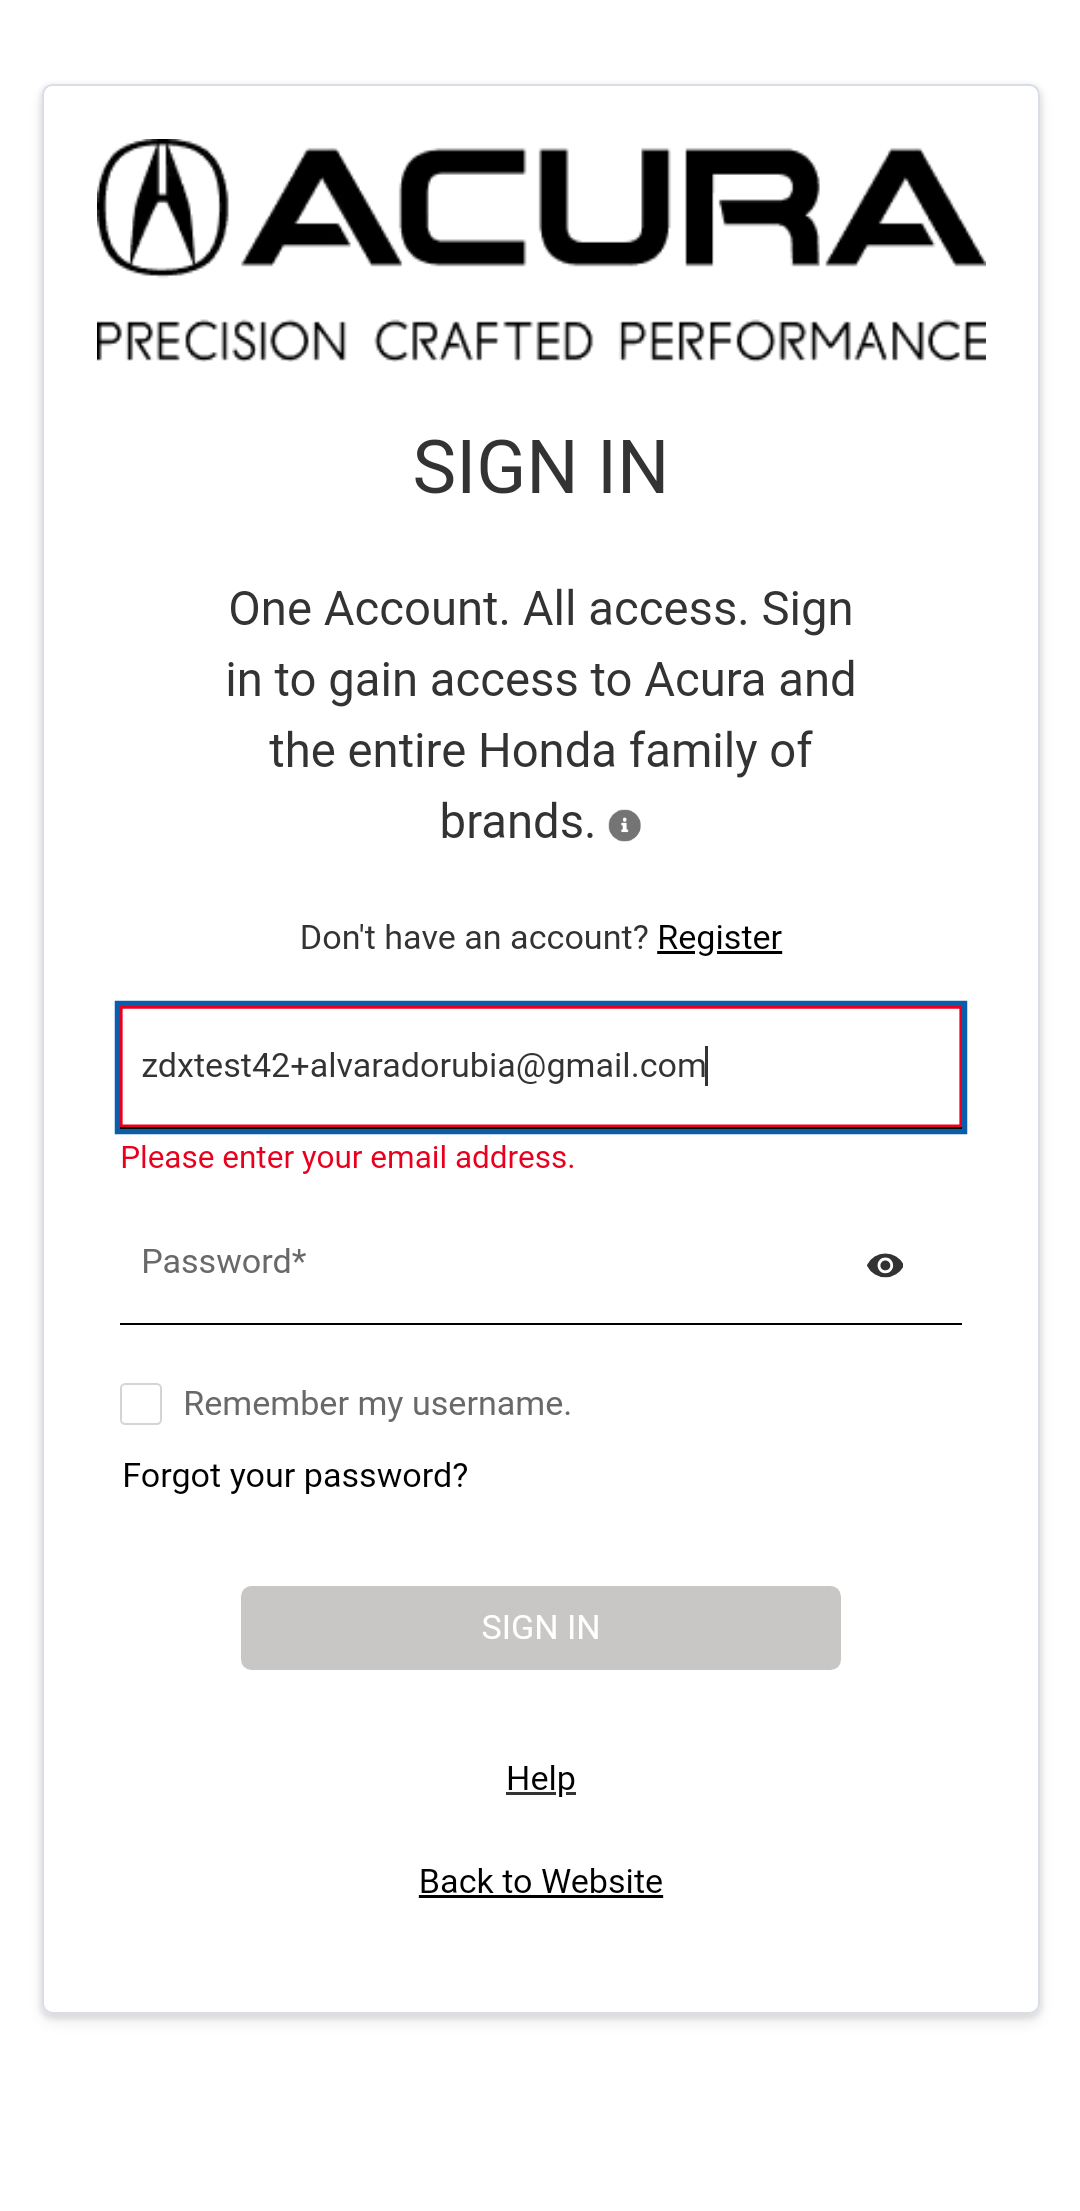 ACURA
PRECISION CRAFTED PERFORMANCE
SIGN IN
One Account. All access. Sign
in to gain access to Acura and
the entire Honda family of
brands.
Don't have an account? Register
zdxtest42+alvaradorubia@gmail.com
Please enter your email address.
Password*
Remember my username.
Forgot your password?
SIGN IN
Help
Back to Website